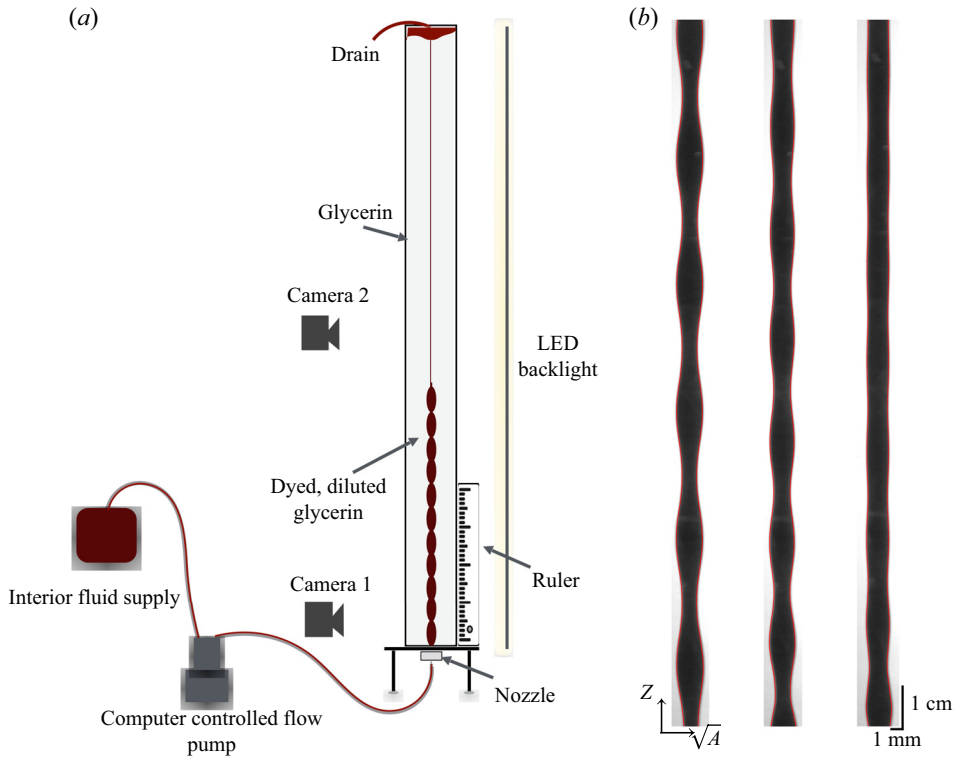 (a)
(b)
Drain
Glycerin
Camera 2
LED
backlight
Dyed, diluted
glycerin
Ruler
Camera 1
Interior fluid supply
0
Nozzle
Computer controlled flow
pump
Z
√A
1 cm
1 mm